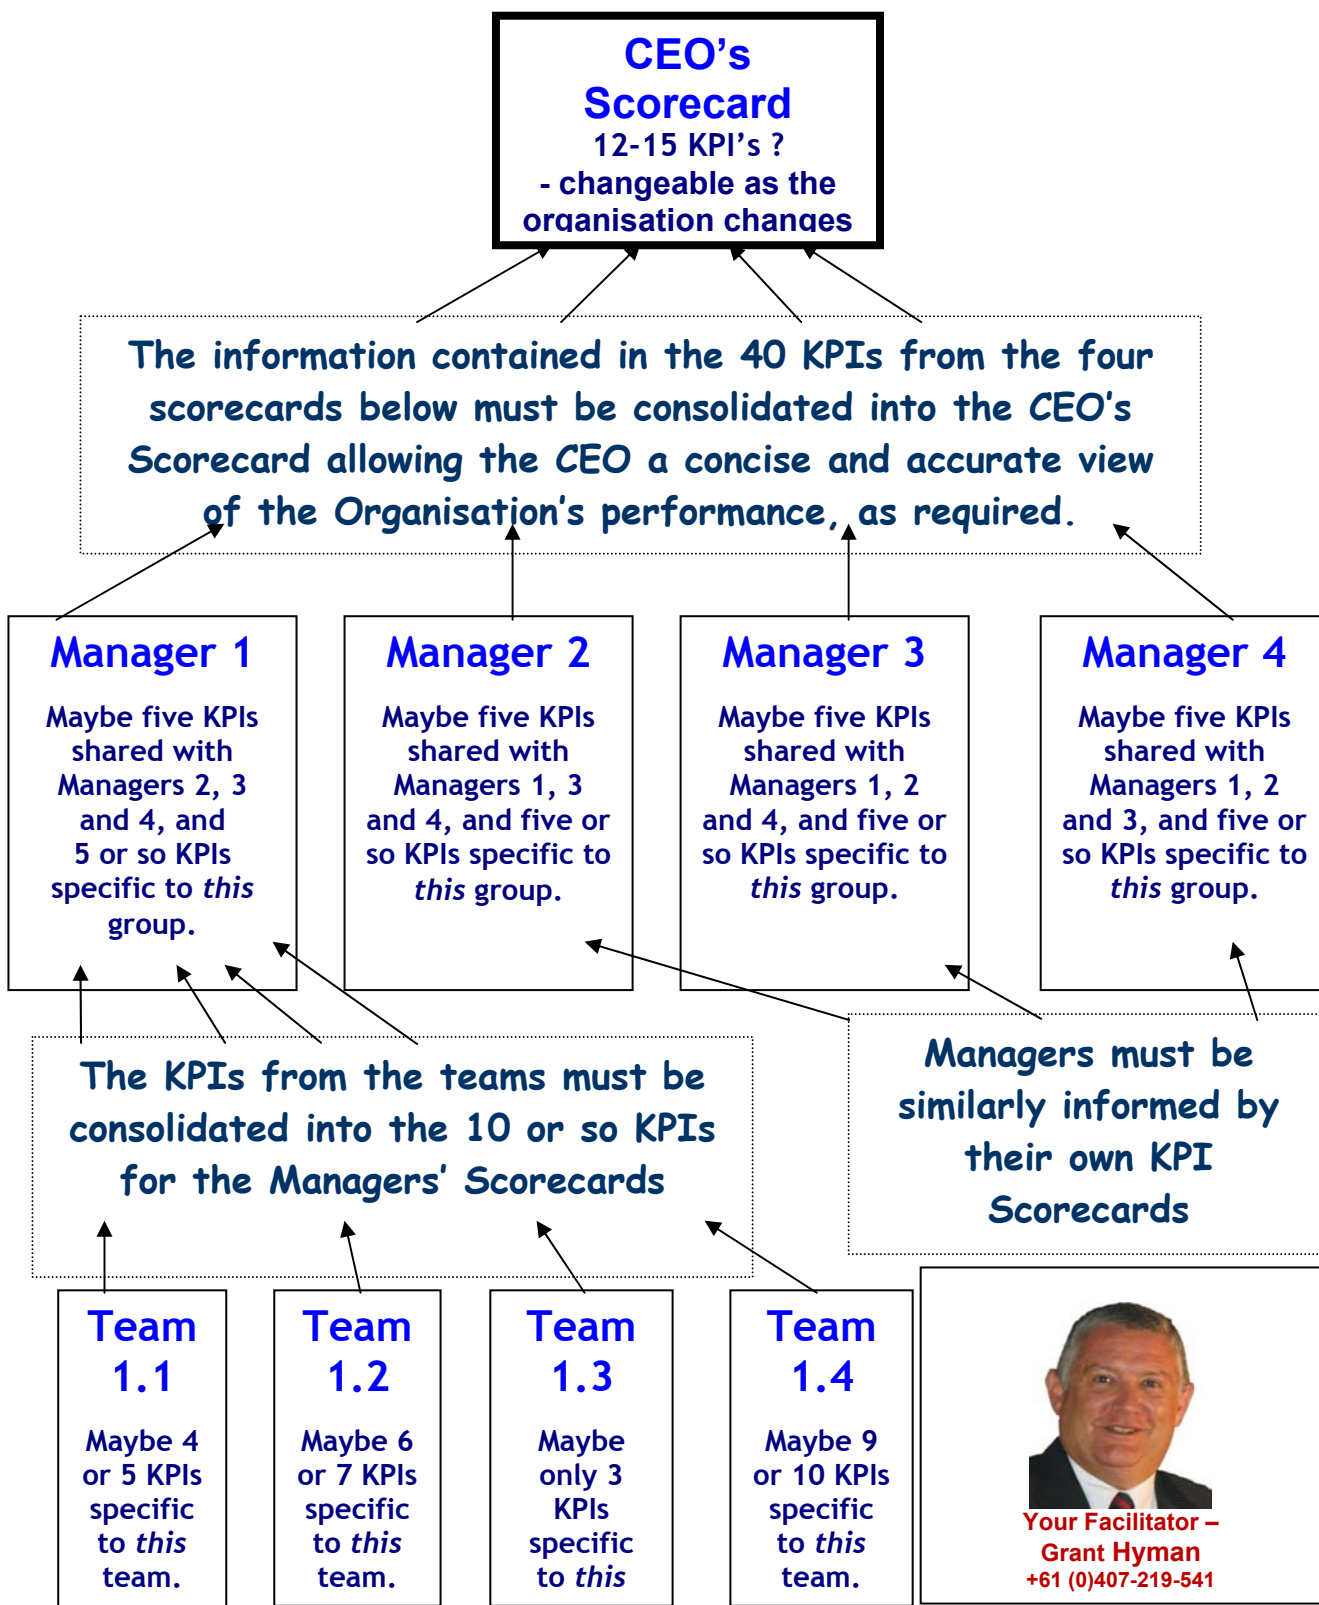 CEO's
Scorecard
12-15 KPI's ?
- changeable as the
organisation changes
The information contained in the 40 KPIs from the four
scorecards below must be consolidated into the CEO's
Scorecard allowing the CEO a concise and accurate view
of the Organisation's performance, as required.
Manager 1
Maybe five KPIs
shared with
Managers 2, 3
and 4, and
5 or so KPIs
specific to this
group.
Manager 2
Maybe five KPIs
shared with
Managers 1, 3
and 4, and five or
so KPIs specific to
this group.
Manager 3
Maybe five KPIs
shared with
Managers 1, 2
and 4, and five or
so KPIs specific to
this group.
Manager 4
Maybe five KPIs
shared with
Managers 1, 2
and 3, and five or
so KPIs specific to
this group.
The KPIs from the teams must be
consolidated into the 10 or so KPIs
for the Managers' Scorecards
Managers must be
similarly informed by
their own KPI
Scorecards
Team
1.1
Maybe 4
or 5 KPIs
specific
to this
team.
Team
1.2
Maybe 6
or 7 KPIs
specific
to this
team.
Team
1.3
Maybe
only 3
KPIs
specific
to this
Team
1.4
Maybe 9
or 10 KPIs
specific
to this
team.
Your Facilitator –
Grant Hyman
+61 (0)407-219-541